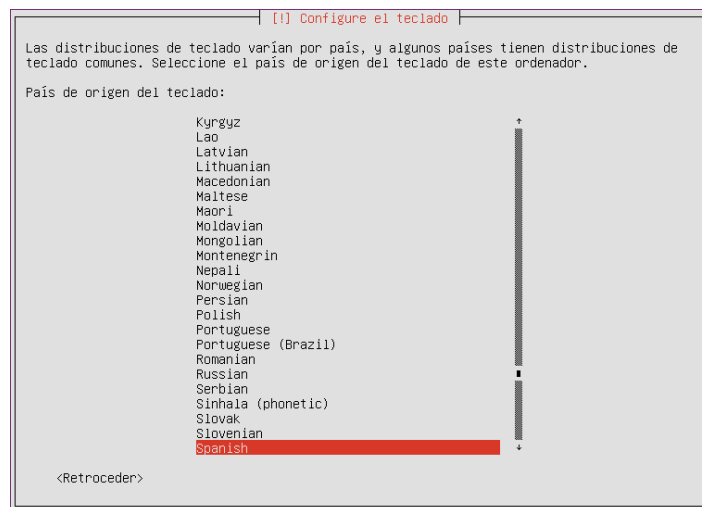 [!] Configure el teclado
Las distribuciones de teclado varían por país, y algunos países tienen distribuciones de
teclado comunes. Seleccione el país de origen del teclado de este ordenador.
País de origen del teclado:
Kyrgyz
Lao
Latvian
Lithuanian
Macedonian
Maltese
Maori
Moldavian
Mongolian
Montenegrin
Nepali
Norwegian
Persian
Polish
Portuguese
Portuguese (Brazil)
Romanian
Russian
Serbian
Sinhala (phonetic)
Slovak
Slovenian
Spanish
<Retroceder>